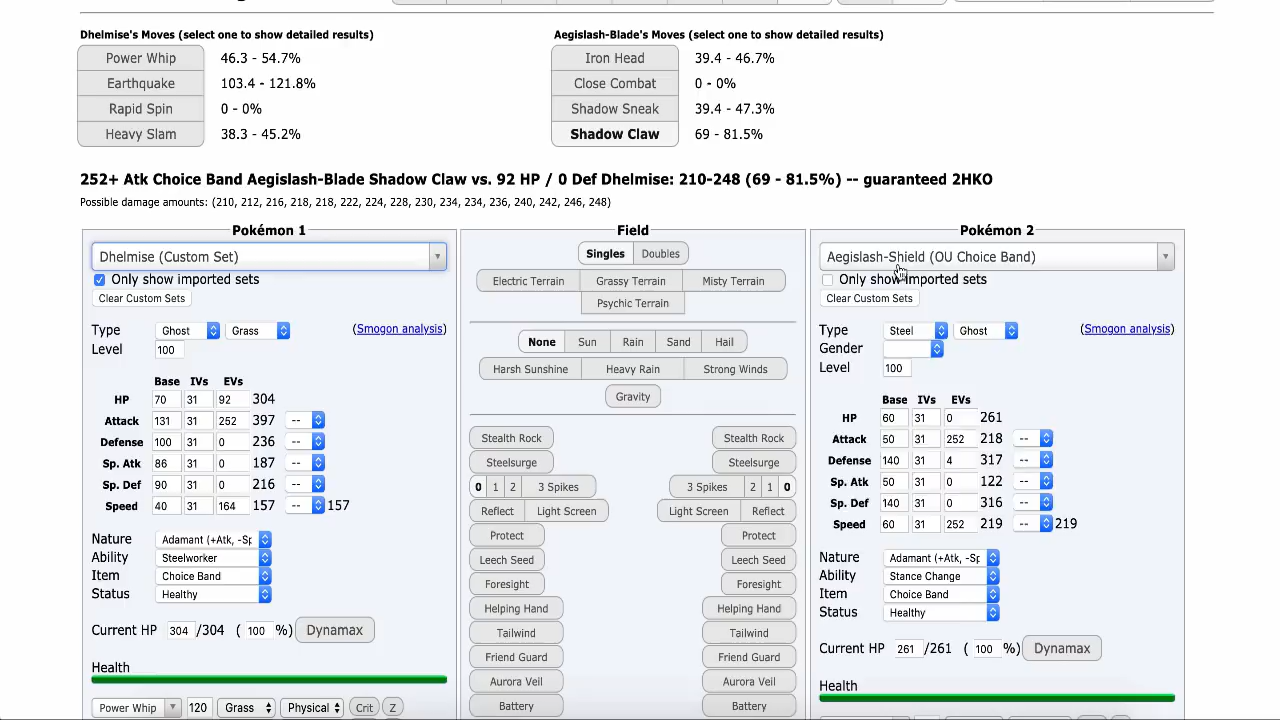 Dhelmise's Moves (select one to show detailed results)
Power Whip 46.3 - 54.7%
Earthquake 103.4 - 121.8%
Rapid Spin 0 - 0%
Heavy Slam 38.3 - 45.2%
Aegislash-Blade's Moves (select one to show detailed results)
Iron Head 39.4 - 46.7%
Close Combat 0 - 0%
Shadow Sneak 39.4 - 47.3%
Shadow Claw 69 - 81.5%
252+ Atk Choice Band Aegislash-Blade Shadow Claw vs. 92 HP / 0 Def Dhelmise: 210-248 (69 - 81.5%) -- guaranteed 2HKO
Possible damage amounts: (210, 212, 216, 218, 218, 222, 224, 228, 230, 234, 234, 236, 240, 242, 246, 248)
Pokémon 1
Dhelmise (Custom Set)
Only show imported sets
Clear Custom Sets
Type Ghost Grass (Smogon analysis)
Level 100
Base IVs EVs
HP 70 31 92 304
Attack 131 31 252 397 --
Defense 100 31 0 236 --
Sp. Atk 86 31 0 187 --
Sp. Def 90 31 0 216 --
Speed 40 31 164 157 -- 157
Nature Adamant (+Atk, -Sp
Ability Steelworker
Item Choice Band
Status Healthy
Current HP 304 /304 ( 100 %) Dynamax
Health
Power Whip 120 Grass Physical Crit Z
Field
Singles Doubles
Electric Terrain Grassy Terrain Misty Terrain
Psychic Terrain
None Sun Rain Sand Hail
Harsh Sunshine Heavy Rain Strong Winds
Gravity
Stealth Rock Stealth Rock
Steelsurge Steelsurge
0 1 2 3 Spikes 3 Spikes 2 1 0
Reflect Light Screen Light Screen Reflect
Protect Protect
Leech Seed Leech Seed
Foresight Foresight
Helping Hand Helping Hand
Tailwind Tailwind
Friend Guard Friend Guard
Aurora Veil Aurora Veil
Battery Battery
Pokémon 2
Aegislash-Shield (OU Choice Band)
Only show imported sets
Clear Custom Sets
Type Steel Ghost (Smogon analysis)
Gender
Level 100
Base IVs EVs
HP 60 31 0 261
Attack 50 31 252 218 --
Defense 140 31 4 317 --
Sp. Atk 50 31 0 122 --
Sp. Def 140 31 0 316 --
Speed 60 31 252 219 -- 219
Nature Adamant (+Atk, -Sp
Ability Stance Change
Item Choice Band
Status Healthy
Current HP 261 /261 ( 100 %) Dynamax
Health